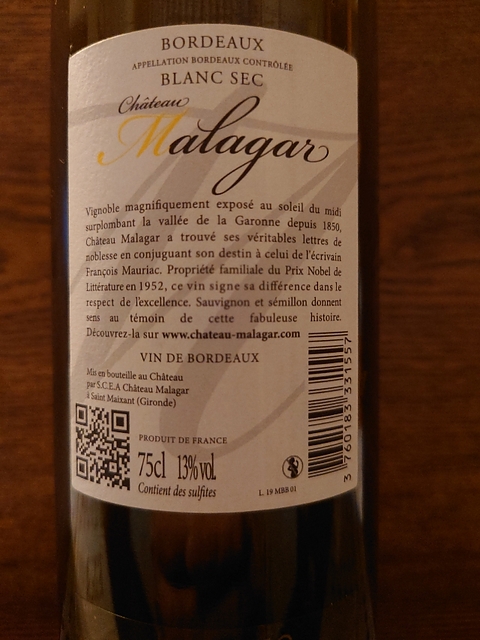 BORDEAUX
APPELLATION BORDEAUX CONTRÔLÉE
BLANC SEC
Château
Malagar
Vignoble magnifiquement exposé au soleil du midi
surplombant la vallée de la Garonne depuis 1850,
Château Malagar a trouvé ses véritables lettres de
noblesse en conjuguant son destin à celui de l'écrivain
François Mauriac. Propriété familiale du Prix Nobel de
Littérature en 1952, ce vin signe sa différence dans le
respect de l'excellence. Sauvignon et sémillon donnent
sens au témoin de cette fabuleuse histoire.
Découvrez-la sur www.chateau-malagar.com
VIN DE BORDEAUX
Mis en bouteille au Château
par S.C.E.A Château Malagar
à Saint Maixant (Gironde)
PRODUIT DE FRANCE
75cl 13% vol.
Contient des sulfites
L. 19 MBB 01
3 760183 331557